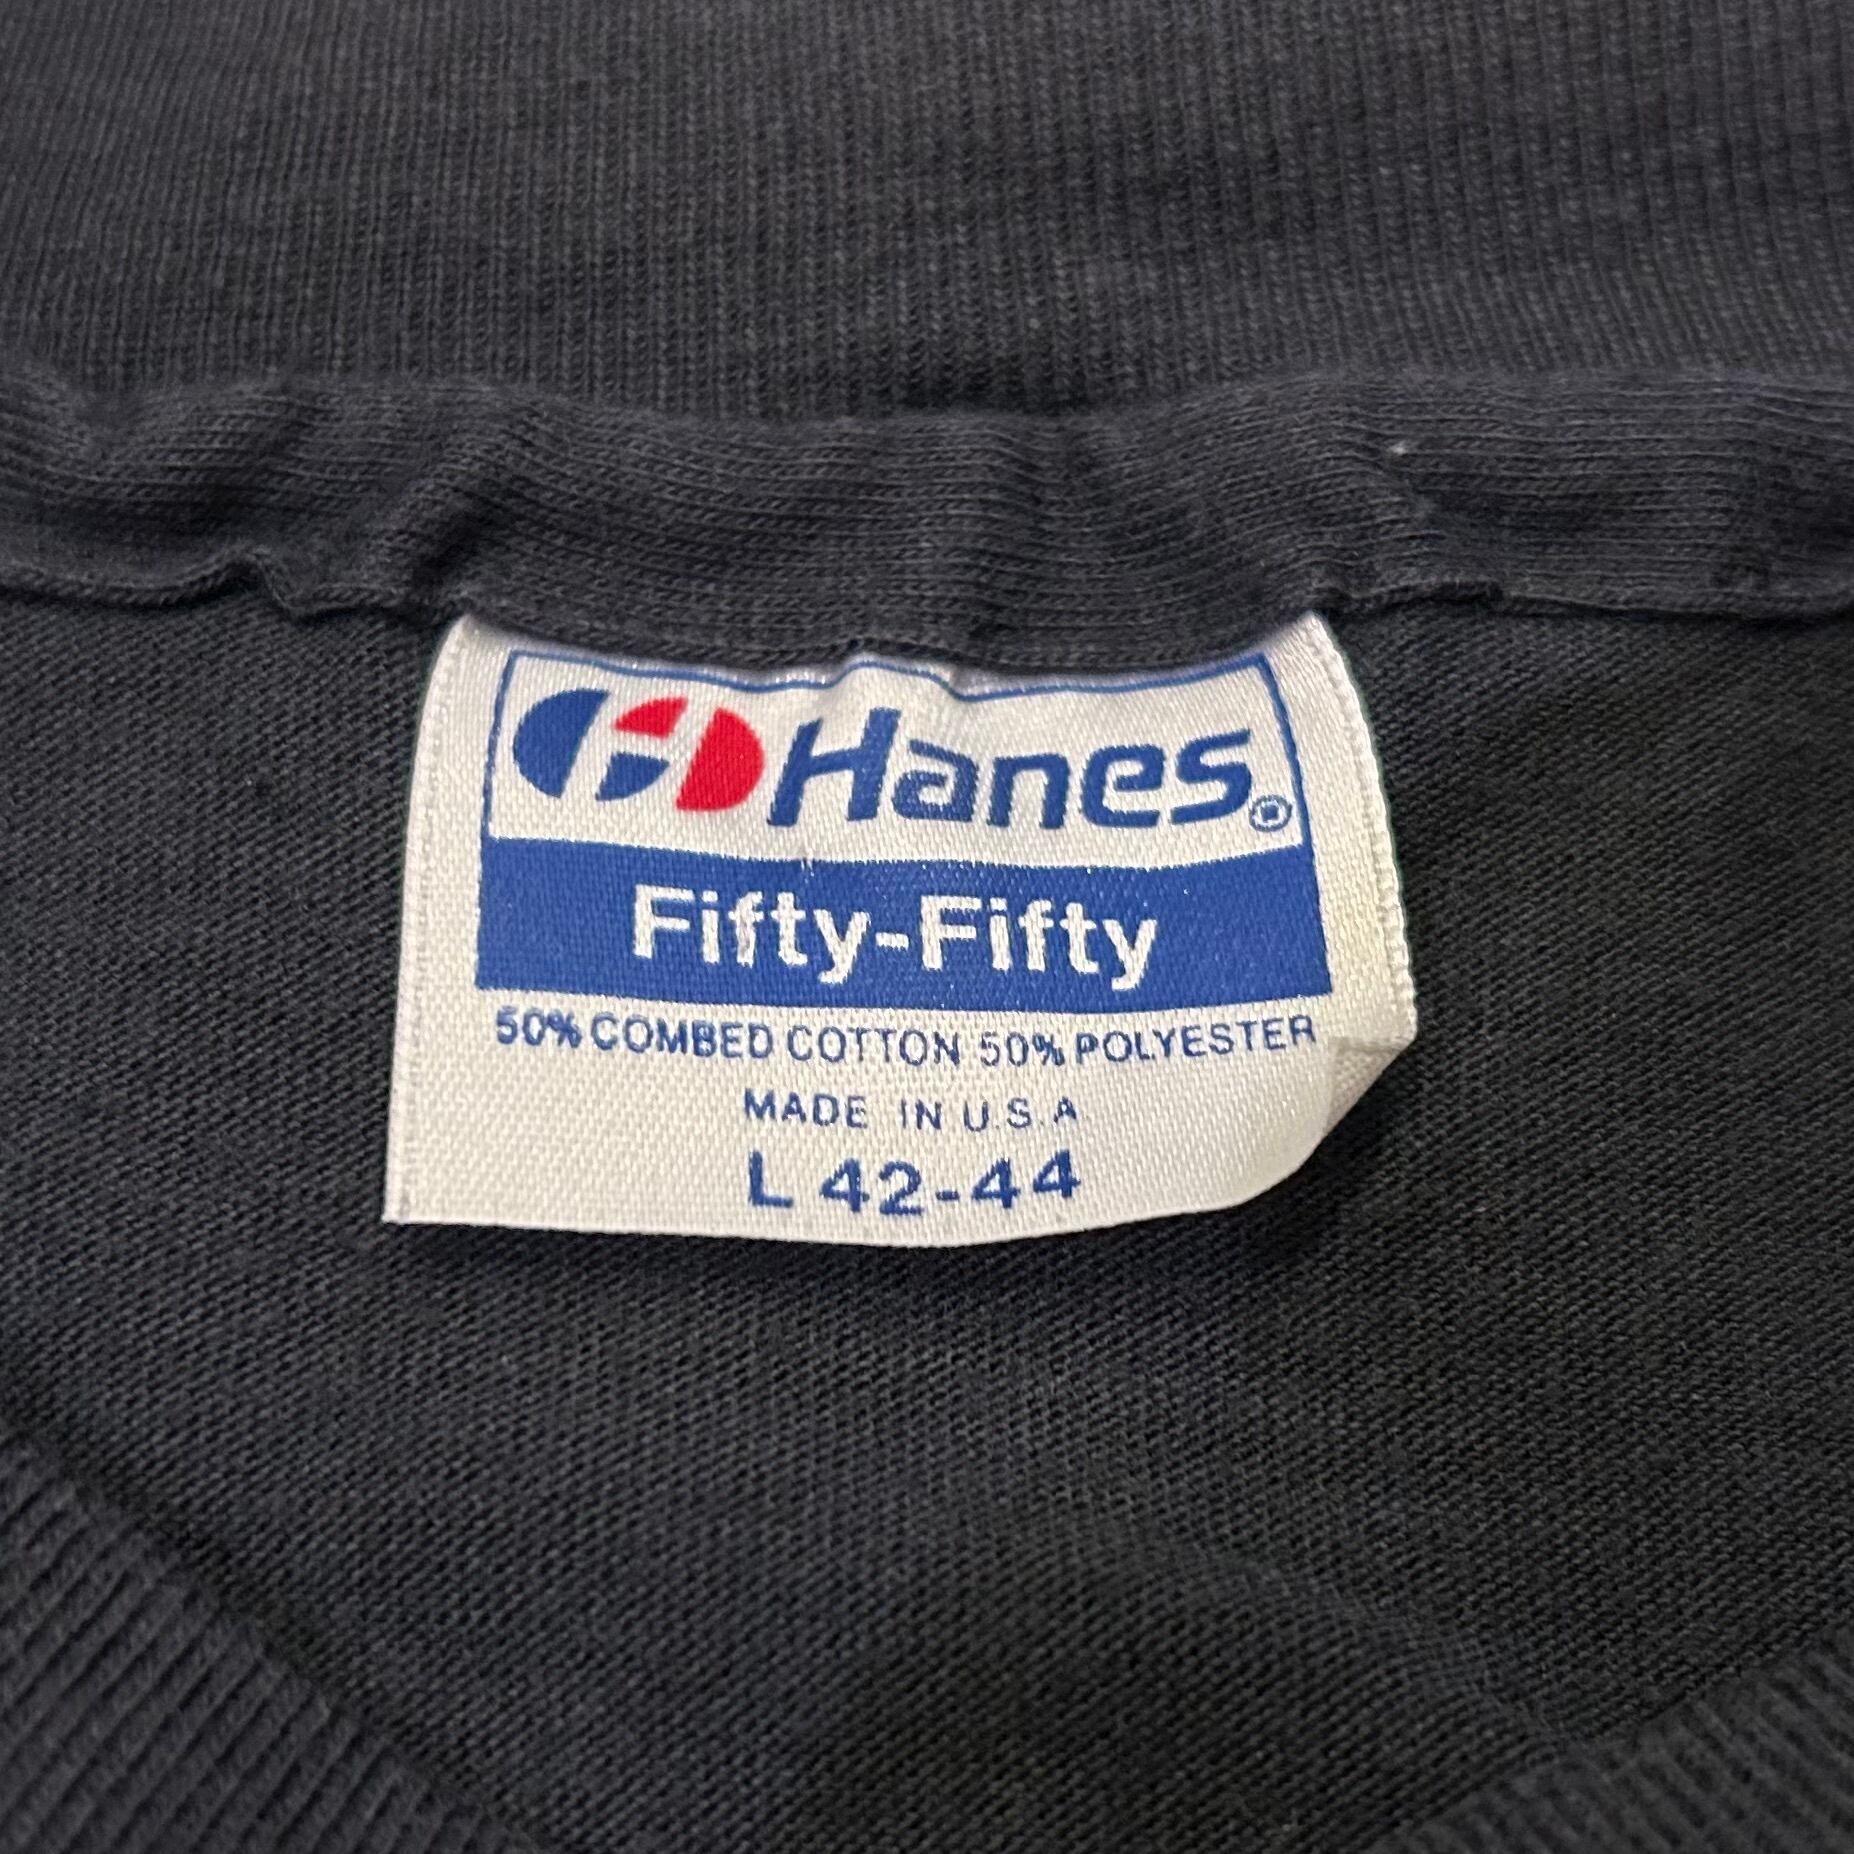 Hanes®
Fifty-Fifty
50% COMBED COTTON 50% POLYESTER
MADE IN U.S.A
L 42-44